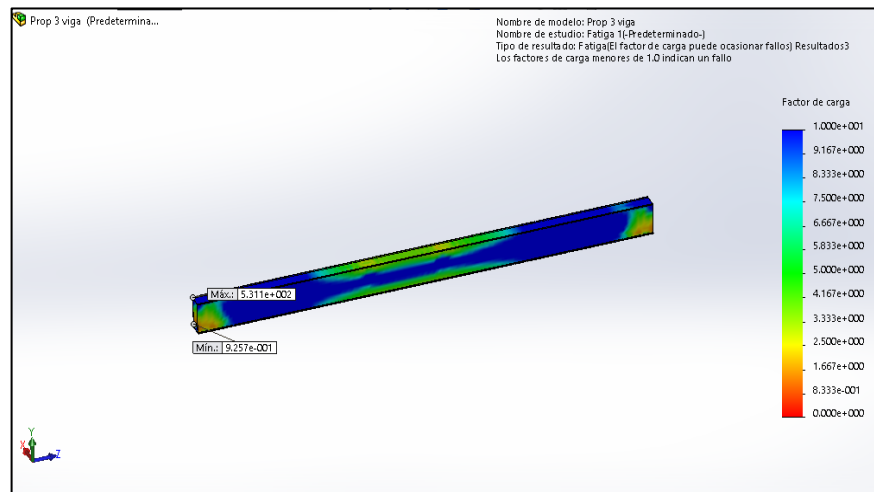 Prop 3 viga (Predetermina...
Nombre de modelo: Prop 3 viga
Nombre de estudio: Fatiga 1(-Predeterminado-)
Tipo de resultado: Fatiga(El factor de carga puede ocasionar fallos) Resultados3
Los factores de carga menores de 1.0 indican un fallo
Factor de carga
1.000e+001
9.167e+000
8.333e+000
7.500e+000
6.667e+000
5.833e+000
5.000e+000
4.167e+000
3.333e+000
2.500e+000
1.667e+000
8.333e-001
0.000e+000
Máx.: 5.311e+002
Mín.: 9.257e-001
Y
X
Z